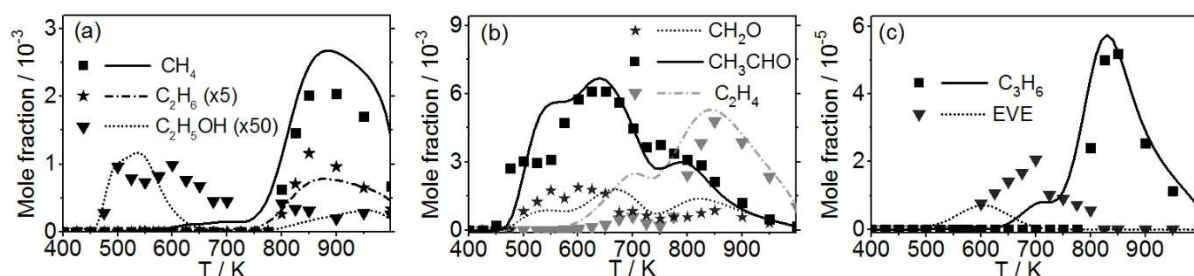 (a)
CH₄
C₂H₆ (x5)
C₂H₅OH (x50)
Mole fraction / 10⁻³
3
2
1
0
400 500 600 700 800 900
T / K
(b)
CH₂O
CH₃CHO
C₂H₄
Mole fraction / 10⁻³
9
6
3
0
400 500 600 700 800 900
T / K
(c)
C₃H₆
EVE
Mole fraction / 10⁻⁵
6
4
2
0
400 500 600 700 800 900
T / K